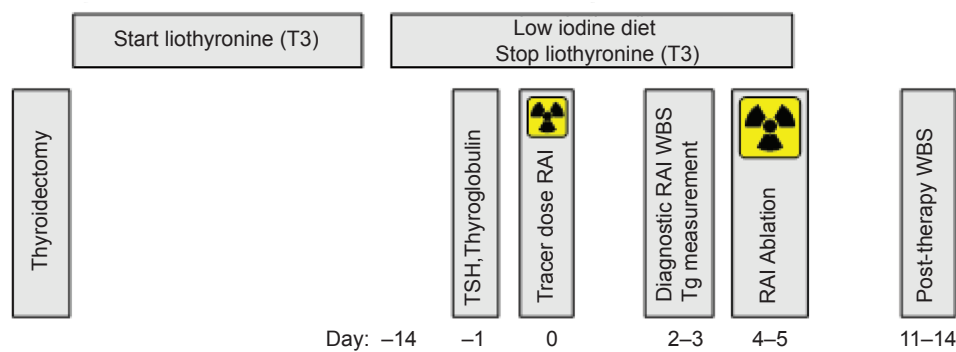 Start liothyronine (T3)
Low iodine diet
Stop liothyronine (T3)
Thyroidectomy
TSH,Thyroglobulin
Tracer dose RAI
Diagnostic RAI WBS
Tg measurement
RAI Ablation
Post-therapy WBS
Day: –14 –1 0 2–3 4–5 11–14